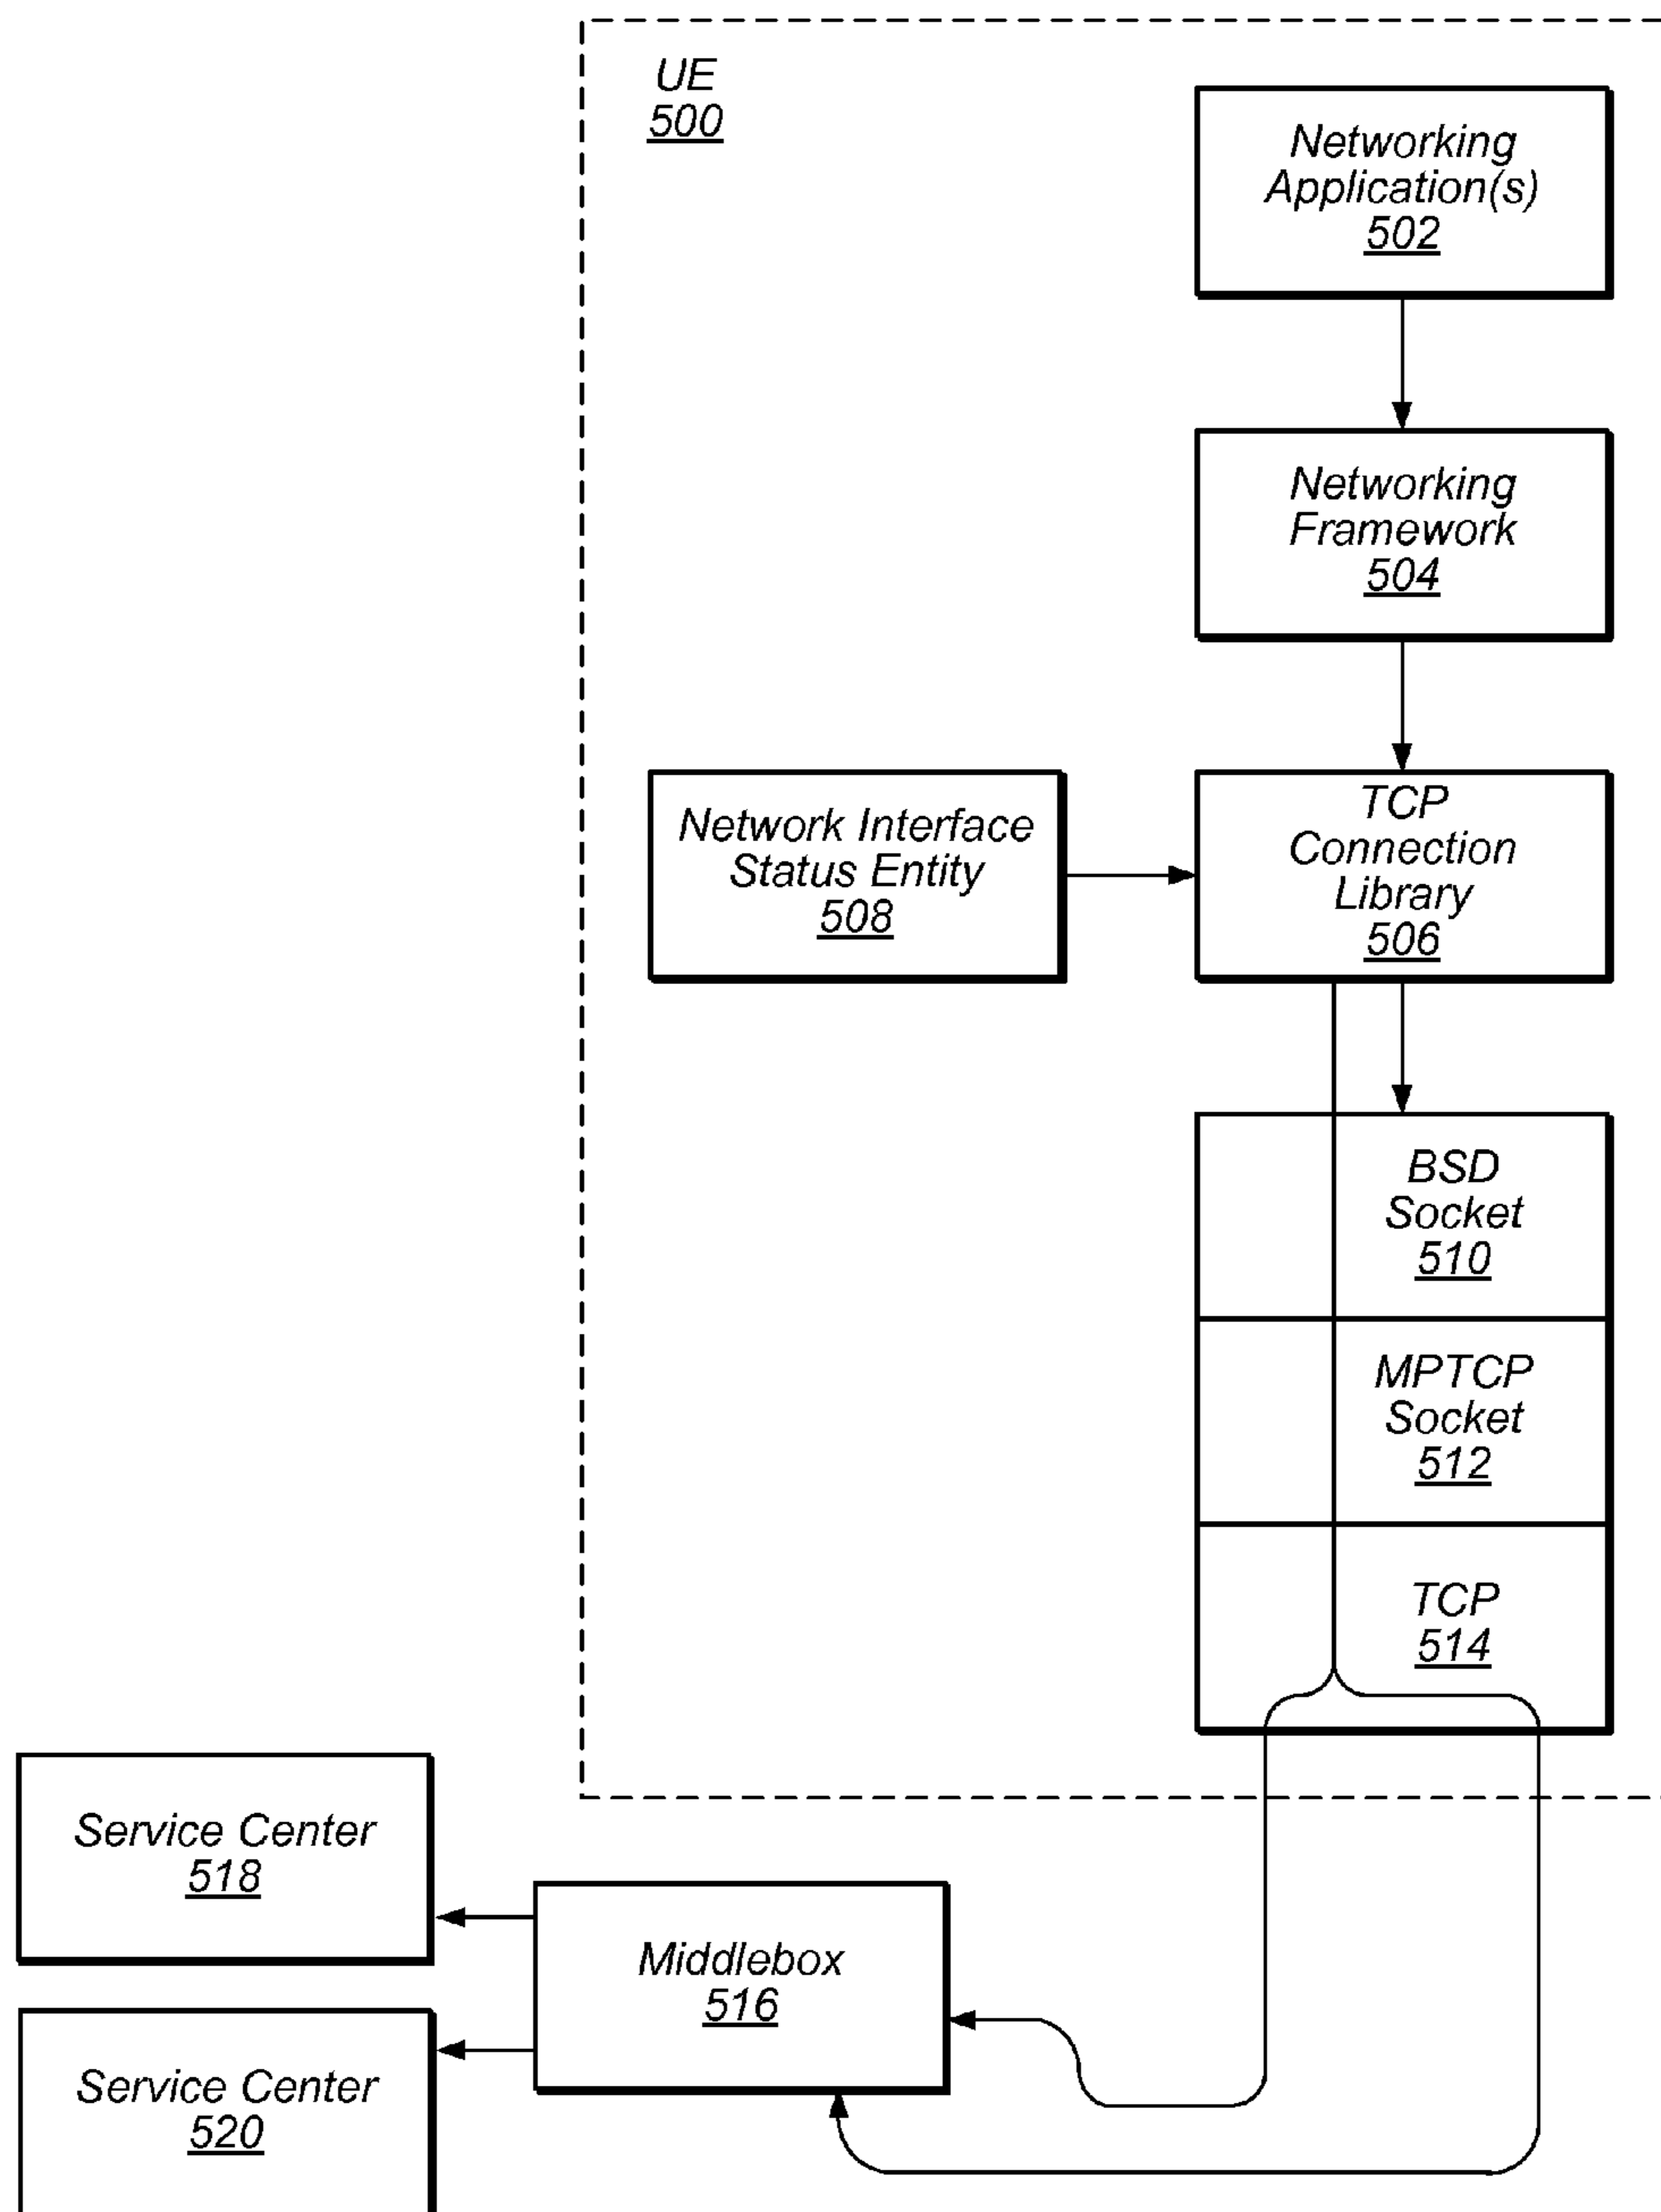 UE
500
Networking
Application(s)
502
Networking
Framework
504
Network Interface
Status Entity
508
TCP
Connection
Library
506
BSD
Socket
510
MPTCP
Socket
512
TCP
514
Service Center
518
Middlebox
516
Service Center
520